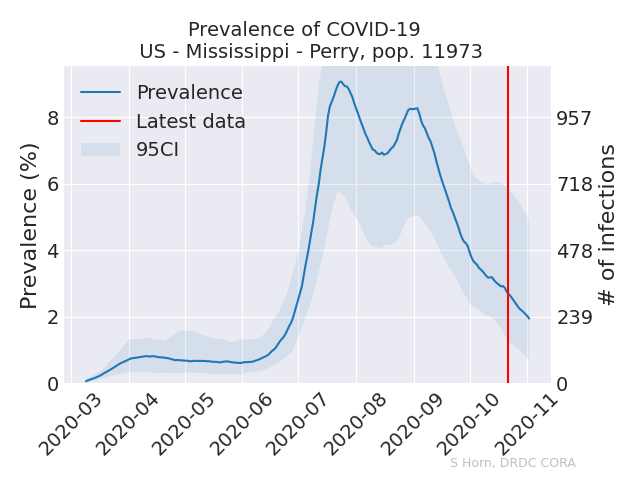 Prevalence of COVID-19
US - Mississippi - Perry, pop. 11973
Prevalence
Latest data
95CI
Prevalence (%)
8
6
4
2
0
957
718
478
239
0
# of infections
2020-03
2020-04
2020-05
2020-06
2020-07
2020-08
2020-09
2020-10
2020-11
S Horn, DRDC CORA